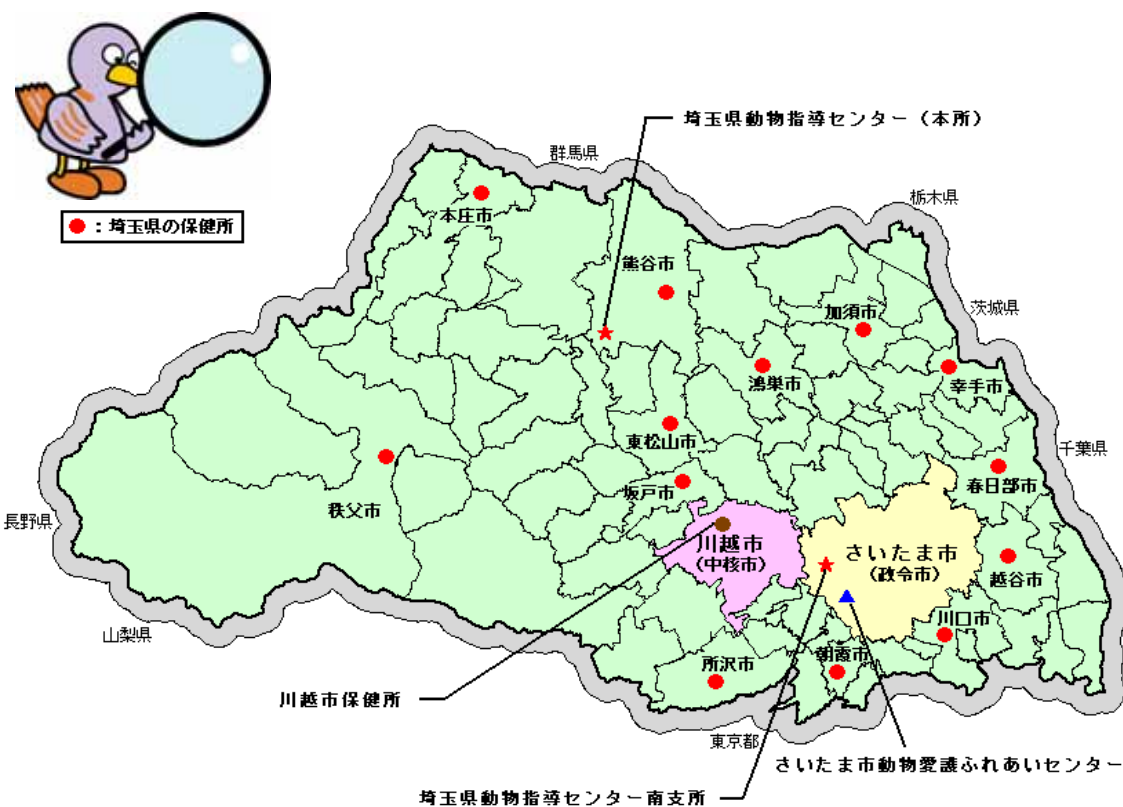 埼玉県動物指導センター（本所）
群馬県
栃木県
●：埼玉県の保健所
本庄市
熊谷市
加須市
茨城県
鴻巣市
幸手市
東松山市
千葉県
坂戸市
春日部市
秩父市
長野県
川越市
（中核市）
さいたま市
（政令市）
越谷市
山梨県
川口市
所沢市
朝霞市
川越市保健所
東京都
さいたま市動物愛護ふれあいセンター
埼玉県動物指導センター南支所